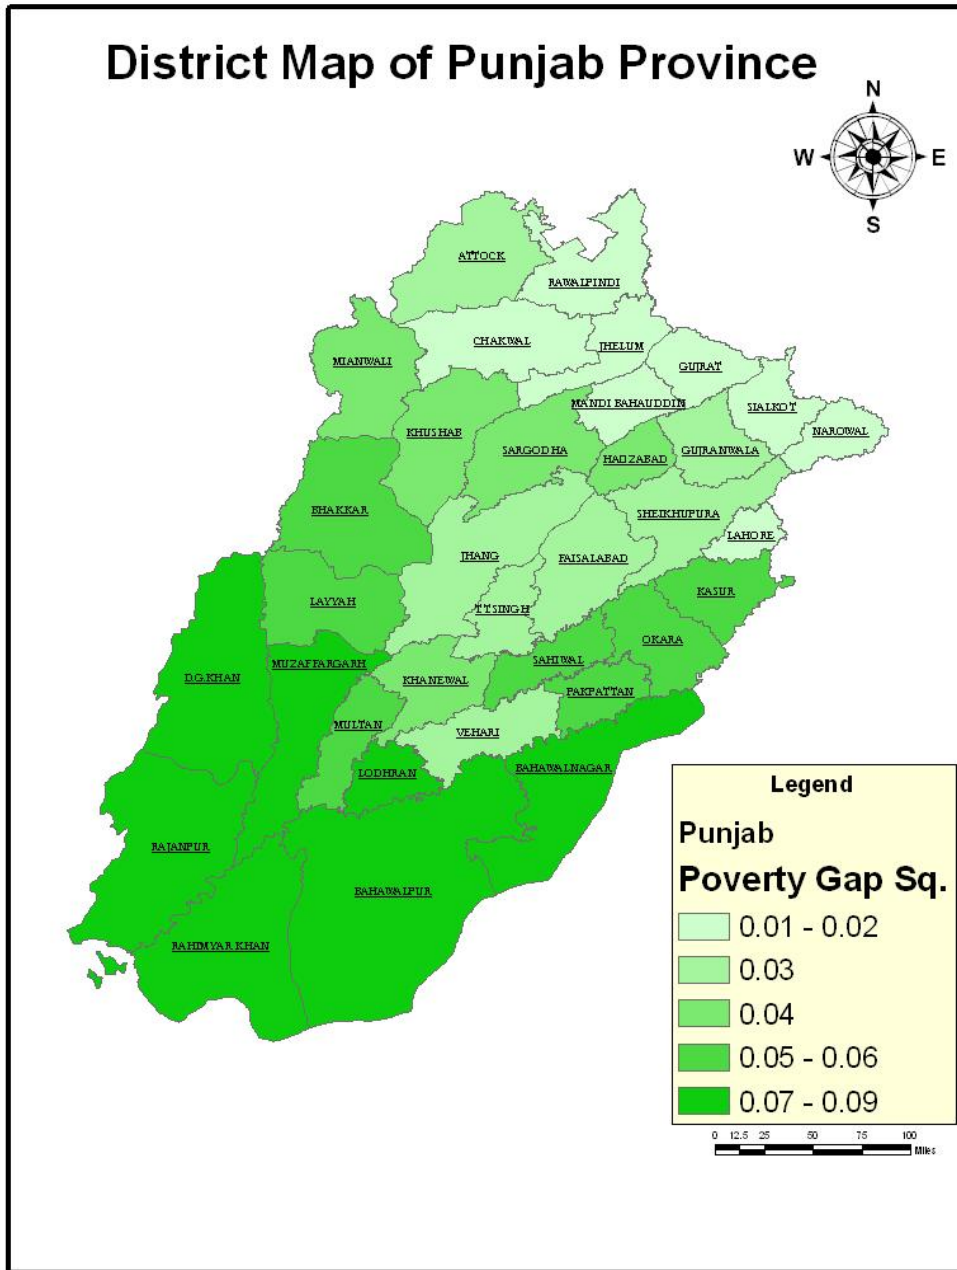 District Map of Punjab Province
N
W E
S
ATTOCK
RAWALPINDI
CHAKWAL
JHELUM
MIANWALI
GUJRAT
MANDI BAHAUDDIN
SIALKOT
KHUSHAB
NAROWAL
SARGODHA
GUJRANWALA
HAUZABAD
BHAKKAR
SHEIKHUPURA
LAHORE
JHANG
FAISALABAD
KASUR
LAYYAH
T T SINGH
OKARA
MUZAFFARGARH
SAHIWAL
D.G.KHAN
KHANEWAL
PAKPATTAN
MULTAN
VEHARI
BAHAWALNAGAR
LODHRAN
RAJANPUR
BAHAWALPUR
RAHIMYAR KHAN
Legend
Punjab
Poverty Gap Sq.
0.01 - 0.02
0.03
0.04
0.05 - 0.06
0.07 - 0.09
0 12.5 25 50 75 100
Miles